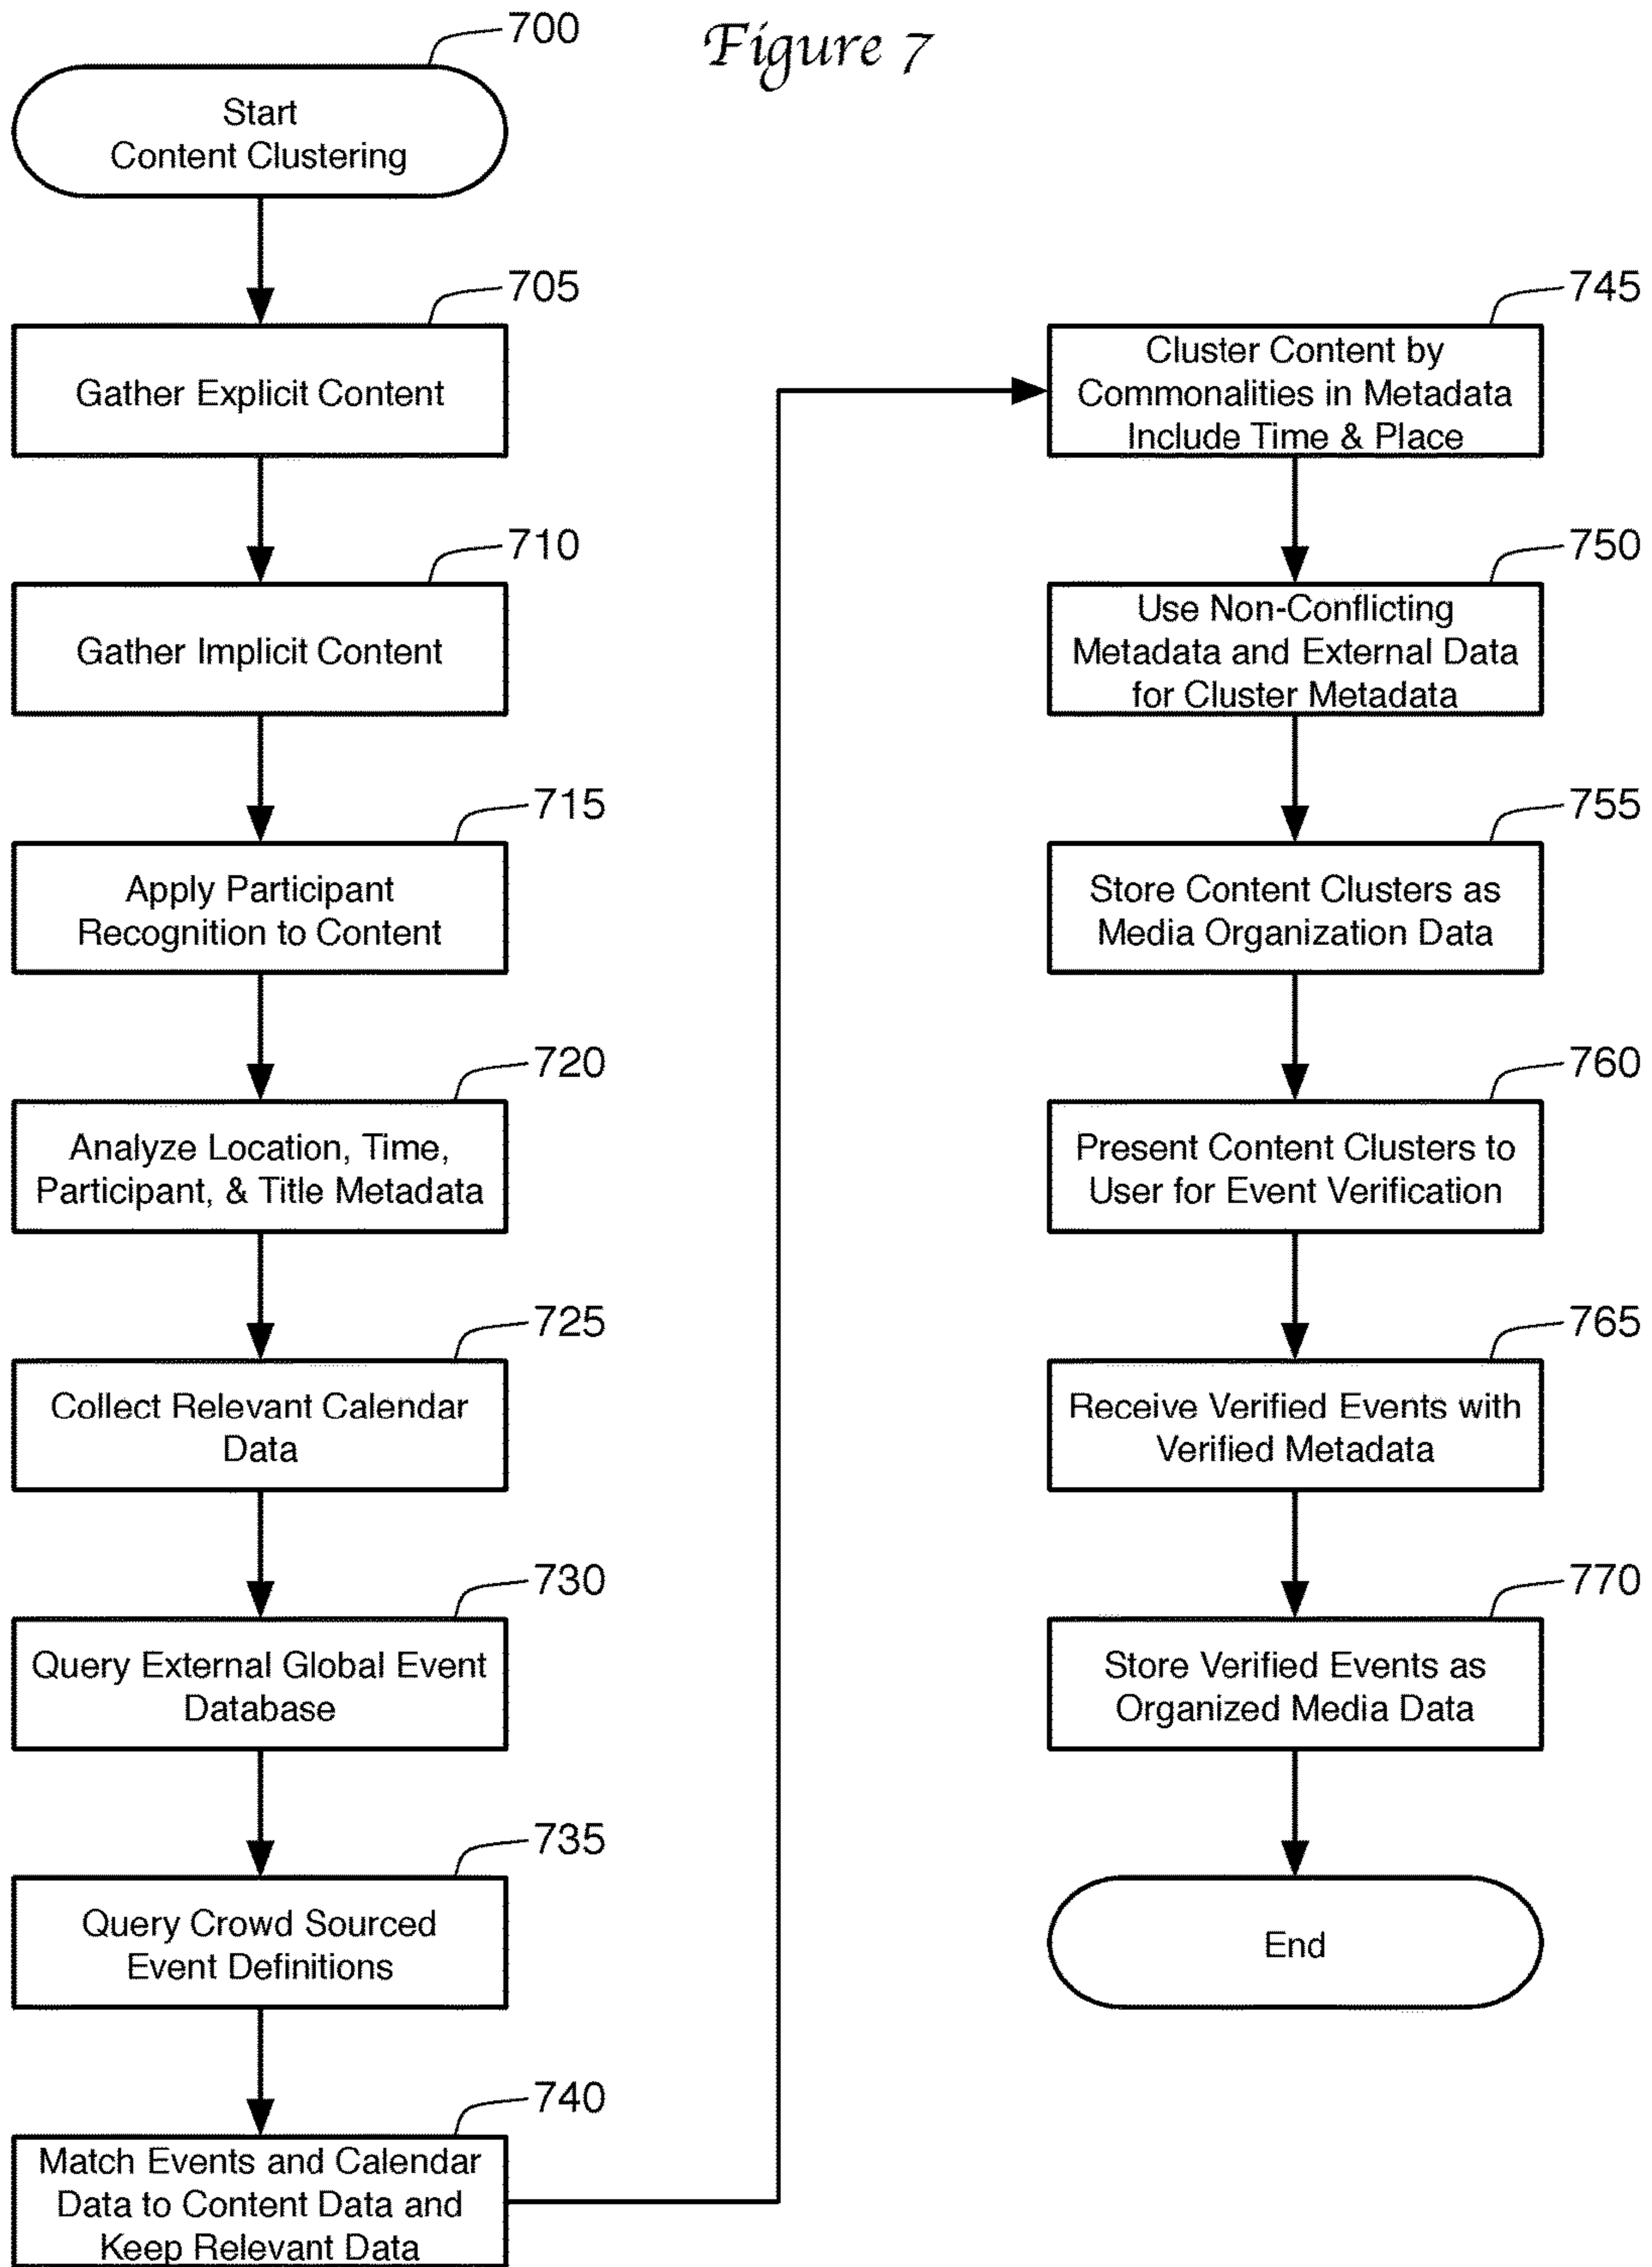 Figure 7
700
Start
Content Clustering
705
Gather Explicit Content
710
Gather Implicit Content
715
Apply Participant
Recognition to Content
720
Analyze Location, Time,
Participant, & Title Metadata
725
Collect Relevant Calendar
Data
730
Query External Global Event
Database
735
Query Crowd Sourced
Event Definitions
740
Match Events and Calendar
Data to Content Data and
Keep Relevant Data
745
Cluster Content by
Commonalities in Metadata
Include Time & Place
750
Use Non-Conflicting
Metadata and External Data
for Cluster Metadata
755
Store Content Clusters as
Media Organization Data
760
Present Content Clusters to
User for Event Verification
765
Receive Verified Events with
Verified Metadata
770
Store Verified Events as
Organized Media Data
End